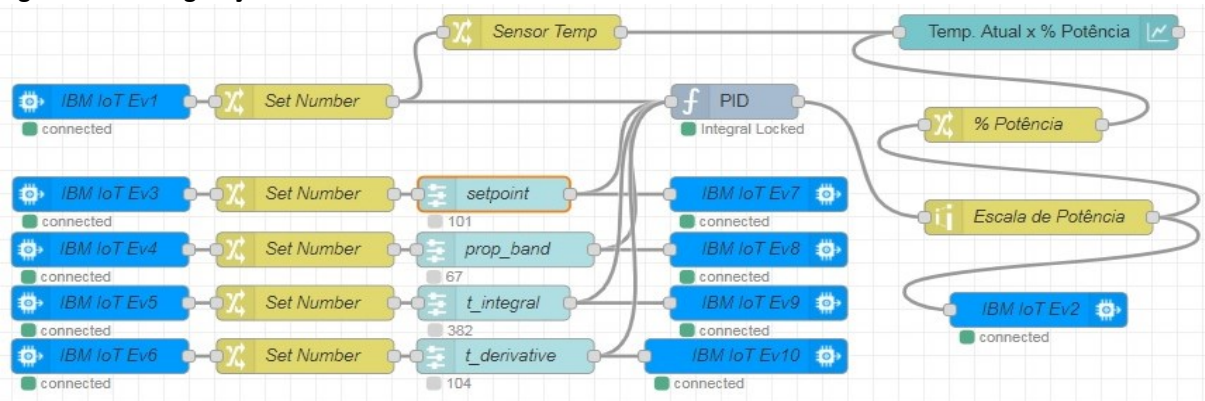 Sensor Temp
Temp. Atual x % Potência
IBM IoT Ev1
Set Number
PID
connected
Integral Locked
% Potência
IBM IoT Ev3
Set Number
setpoint
IBM IoT Ev7
connected
101
connected
Escala de Potência
IBM IoT Ev4
Set Number
prop_band
IBM IoT Ev8
connected
67
connected
IBM IoT Ev5
Set Number
t_integral
IBM IoT Ev9
IBM IoT Ev2
connected
382
connected
connected
IBM IoT Ev6
Set Number
t_derivative
IBM IoT Ev10
connected
104
connected